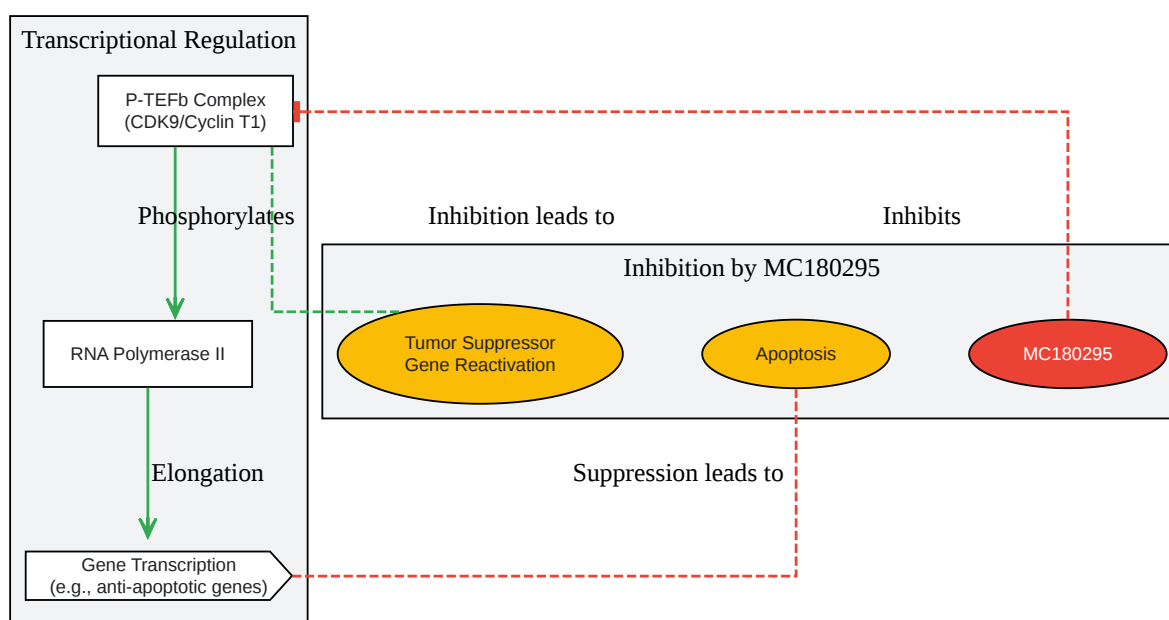 Transcriptional Regulation
P-TEFb Complex
(CDK9/Cyclin T1)
Phosphorylates
Inhibition leads to
Inhibits
Inhibition by MC180295
RNA Polymerase II
Tumor Suppressor
Gene Reactivation
Apoptosis
MC180295
Elongation
Suppression leads to
Gene Transcription
(e.g., anti-apoptotic genes)